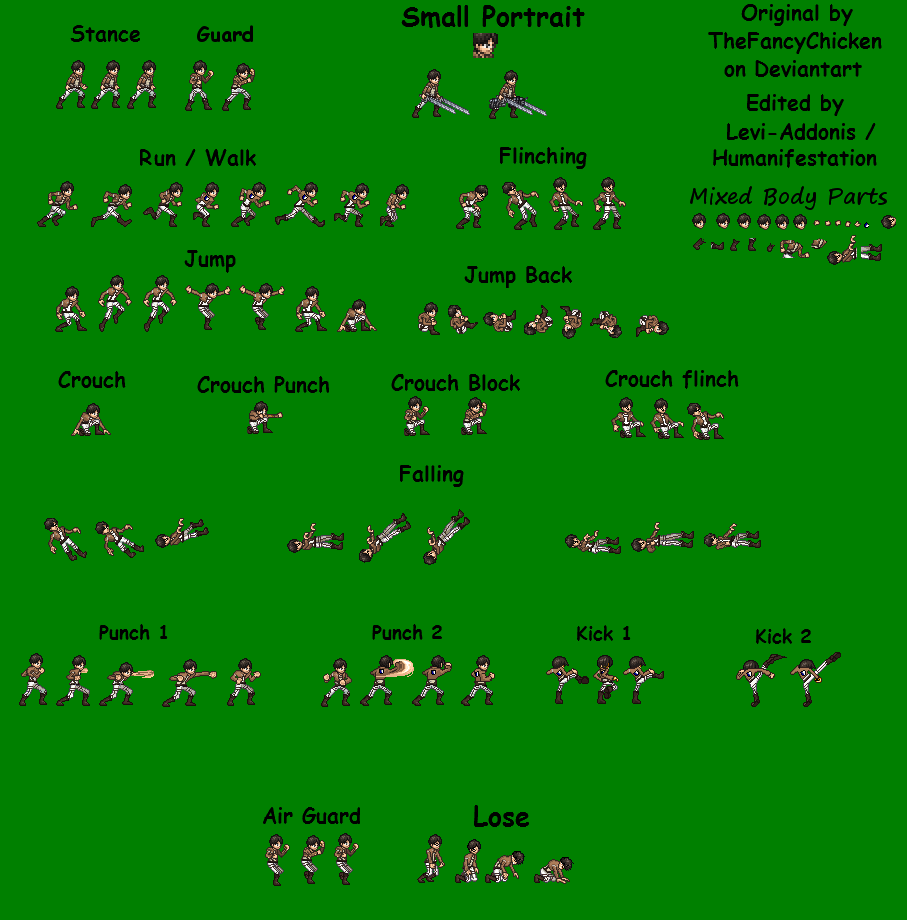 Small Portrait
Original by
TheFancyChicken
on Deviantart
Stance
Guard
Edited by
Levi-Addonis /
Humanifestation
Run / Walk
Flinching
Mixed Body Parts
Jump
Jump Back
Crouch
Crouch Punch
Crouch Block
Crouch flinch
Falling
Punch 1
Punch 2
Kick 1
Kick 2
Air Guard
Lose